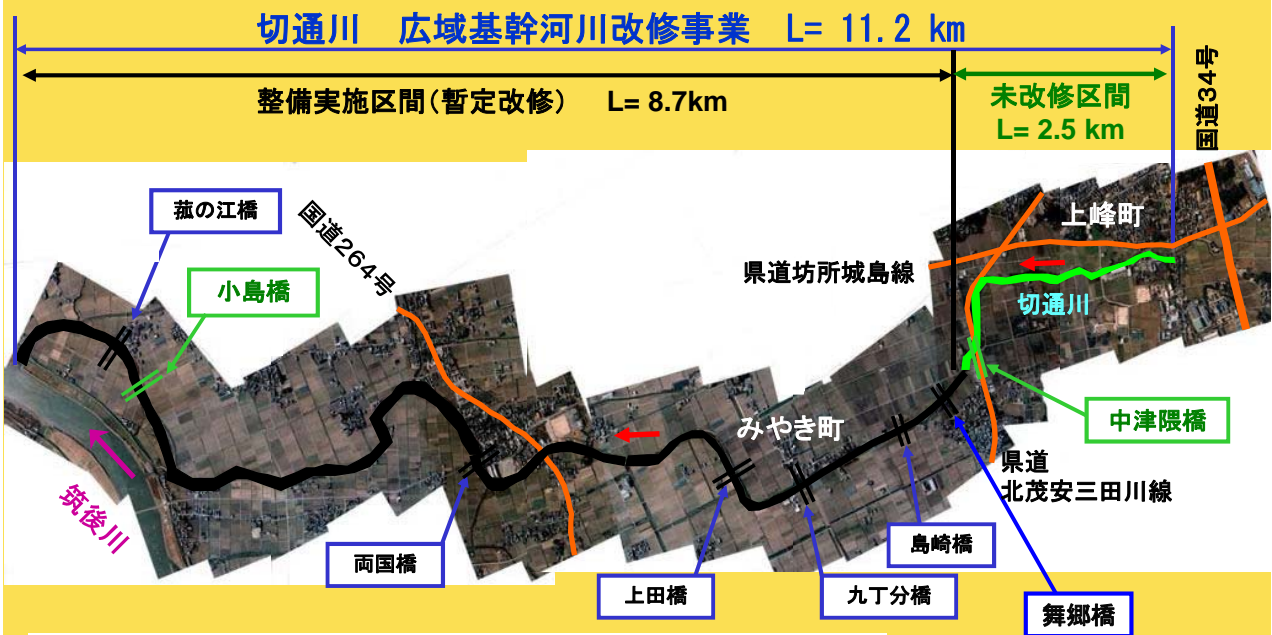 切通川　広域基幹河川改修事業　L= 11.2 km
整備実施区間(暫定改修)　L= 8.7km
未改修区間
L= 2.5 km
国道34号
菰の江橋
国道264号
小島橋
上峰町
県道坊所城島線
切通川
みやき町
中津隈橋
県道
北茂安三田川線
筑後川
両国橋
島崎橋
上田橋
九丁分橋
舞郷橋